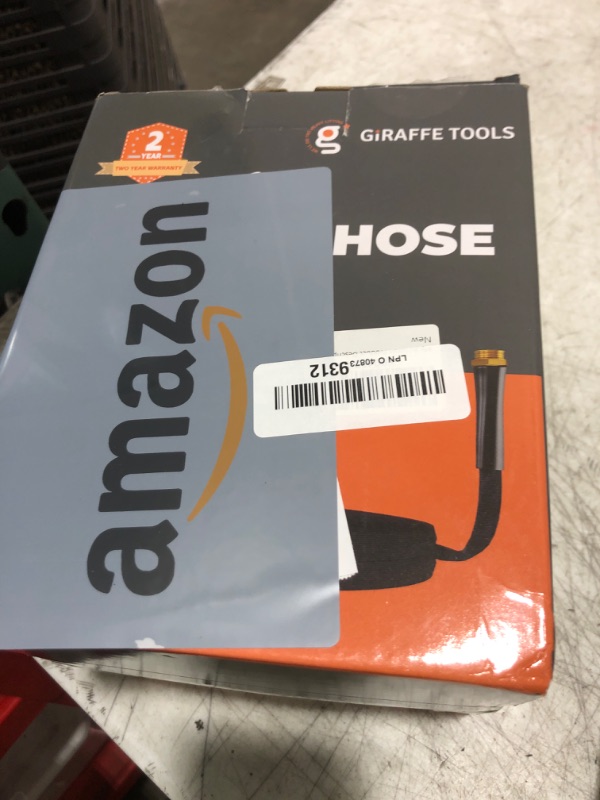 2
YEAR
TWO YEAR WARRANTY
g
GiRAFFE TOOLS
HOSE
amazon
New
LPN O 40873 9312